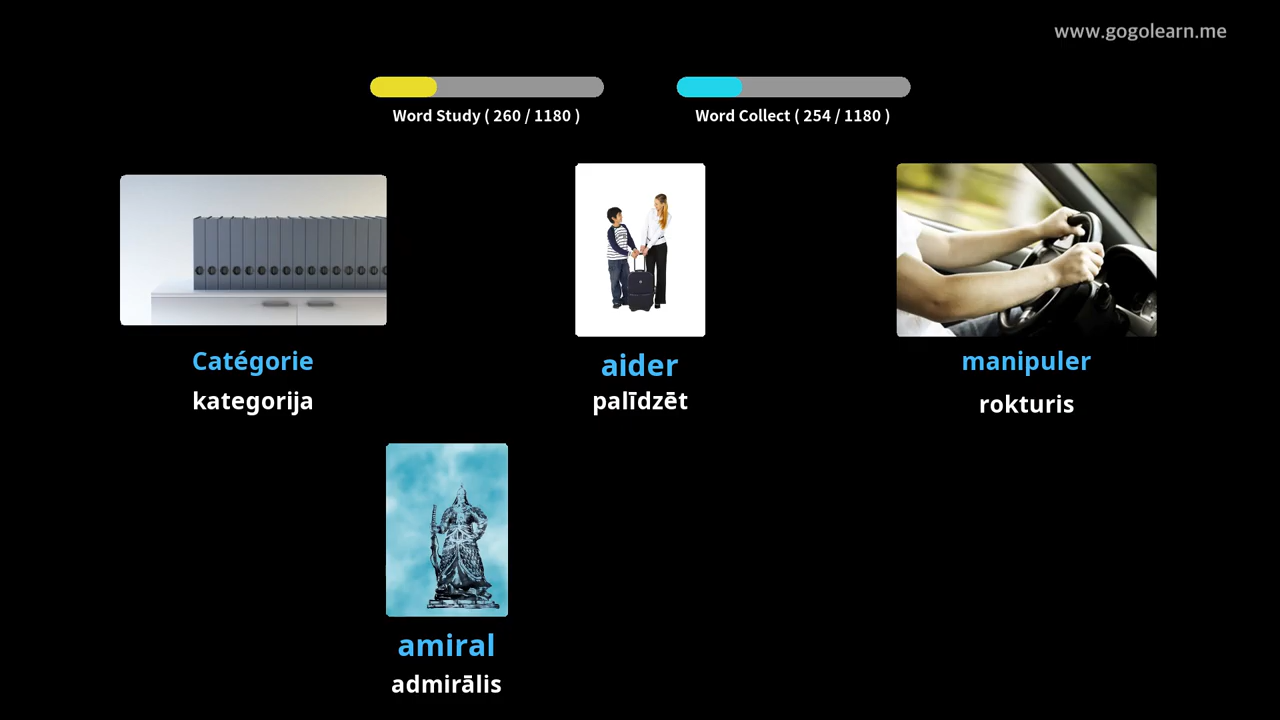 www.gogolearn.me
Word Study ( 260 / 1180 )
Word Collect ( 254 / 1180 )
Catégorie
kategorija
aider
palīdzēt
manipuler
rokturis
amiral
admirālis